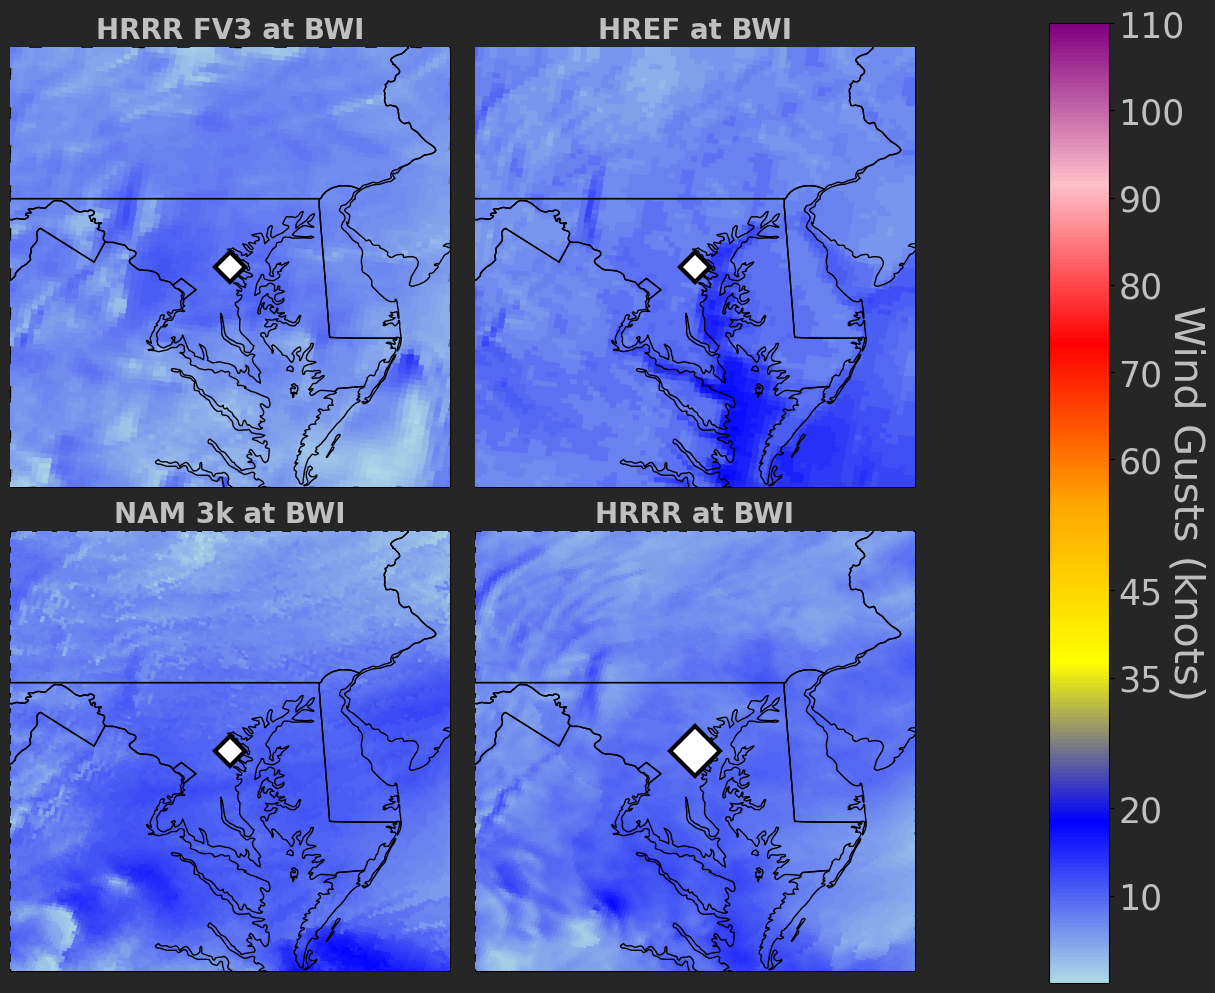 HRRR FV3 at BWI
HREF at BWI
NAM 3k at BWI
HRRR at BWI
110
100
90
80
70
60
45
35
20
10
Wind Gusts (knots)